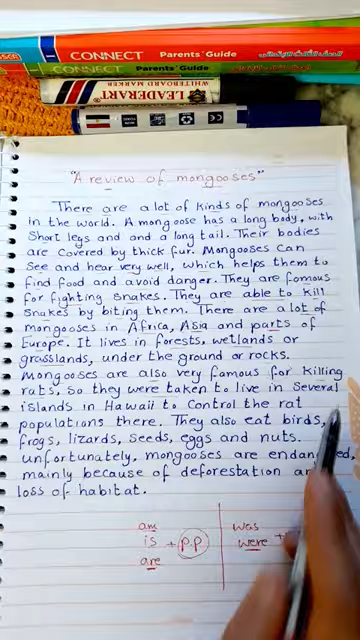 CONNECT Parents' Guide
CONNECT Parents' Guide
WHITEBOARD MARKER
LEADERART
"A review of mongooses"
There are a lot of kinds of mongooses
in the world. A mongoose has a long body, with
Short legs and and a long tail. Their bodies
are covered by thick fur. Mongooses can
see and hear very well, which helps them to
find food and avoid danger. They are famous
for fighting snakes. They are able to kill
snakes by biting them. There are a lot of
mongooses in Africa, Asia and parts of
Europe. It lives in forests, wetlands or
grasslands, under the ground or rocks.
Mongooses are also very famous for killing
rats, so they were taken to live in Several
islands in Hawaii to Control the rat
populations there. They also eat birds,
frogs, lizards, seeds, eggs and nuts.
unfortunately, mongooses are
mainly because of deforestation
loss of habitat.
am
is + p.p
are
was
were +